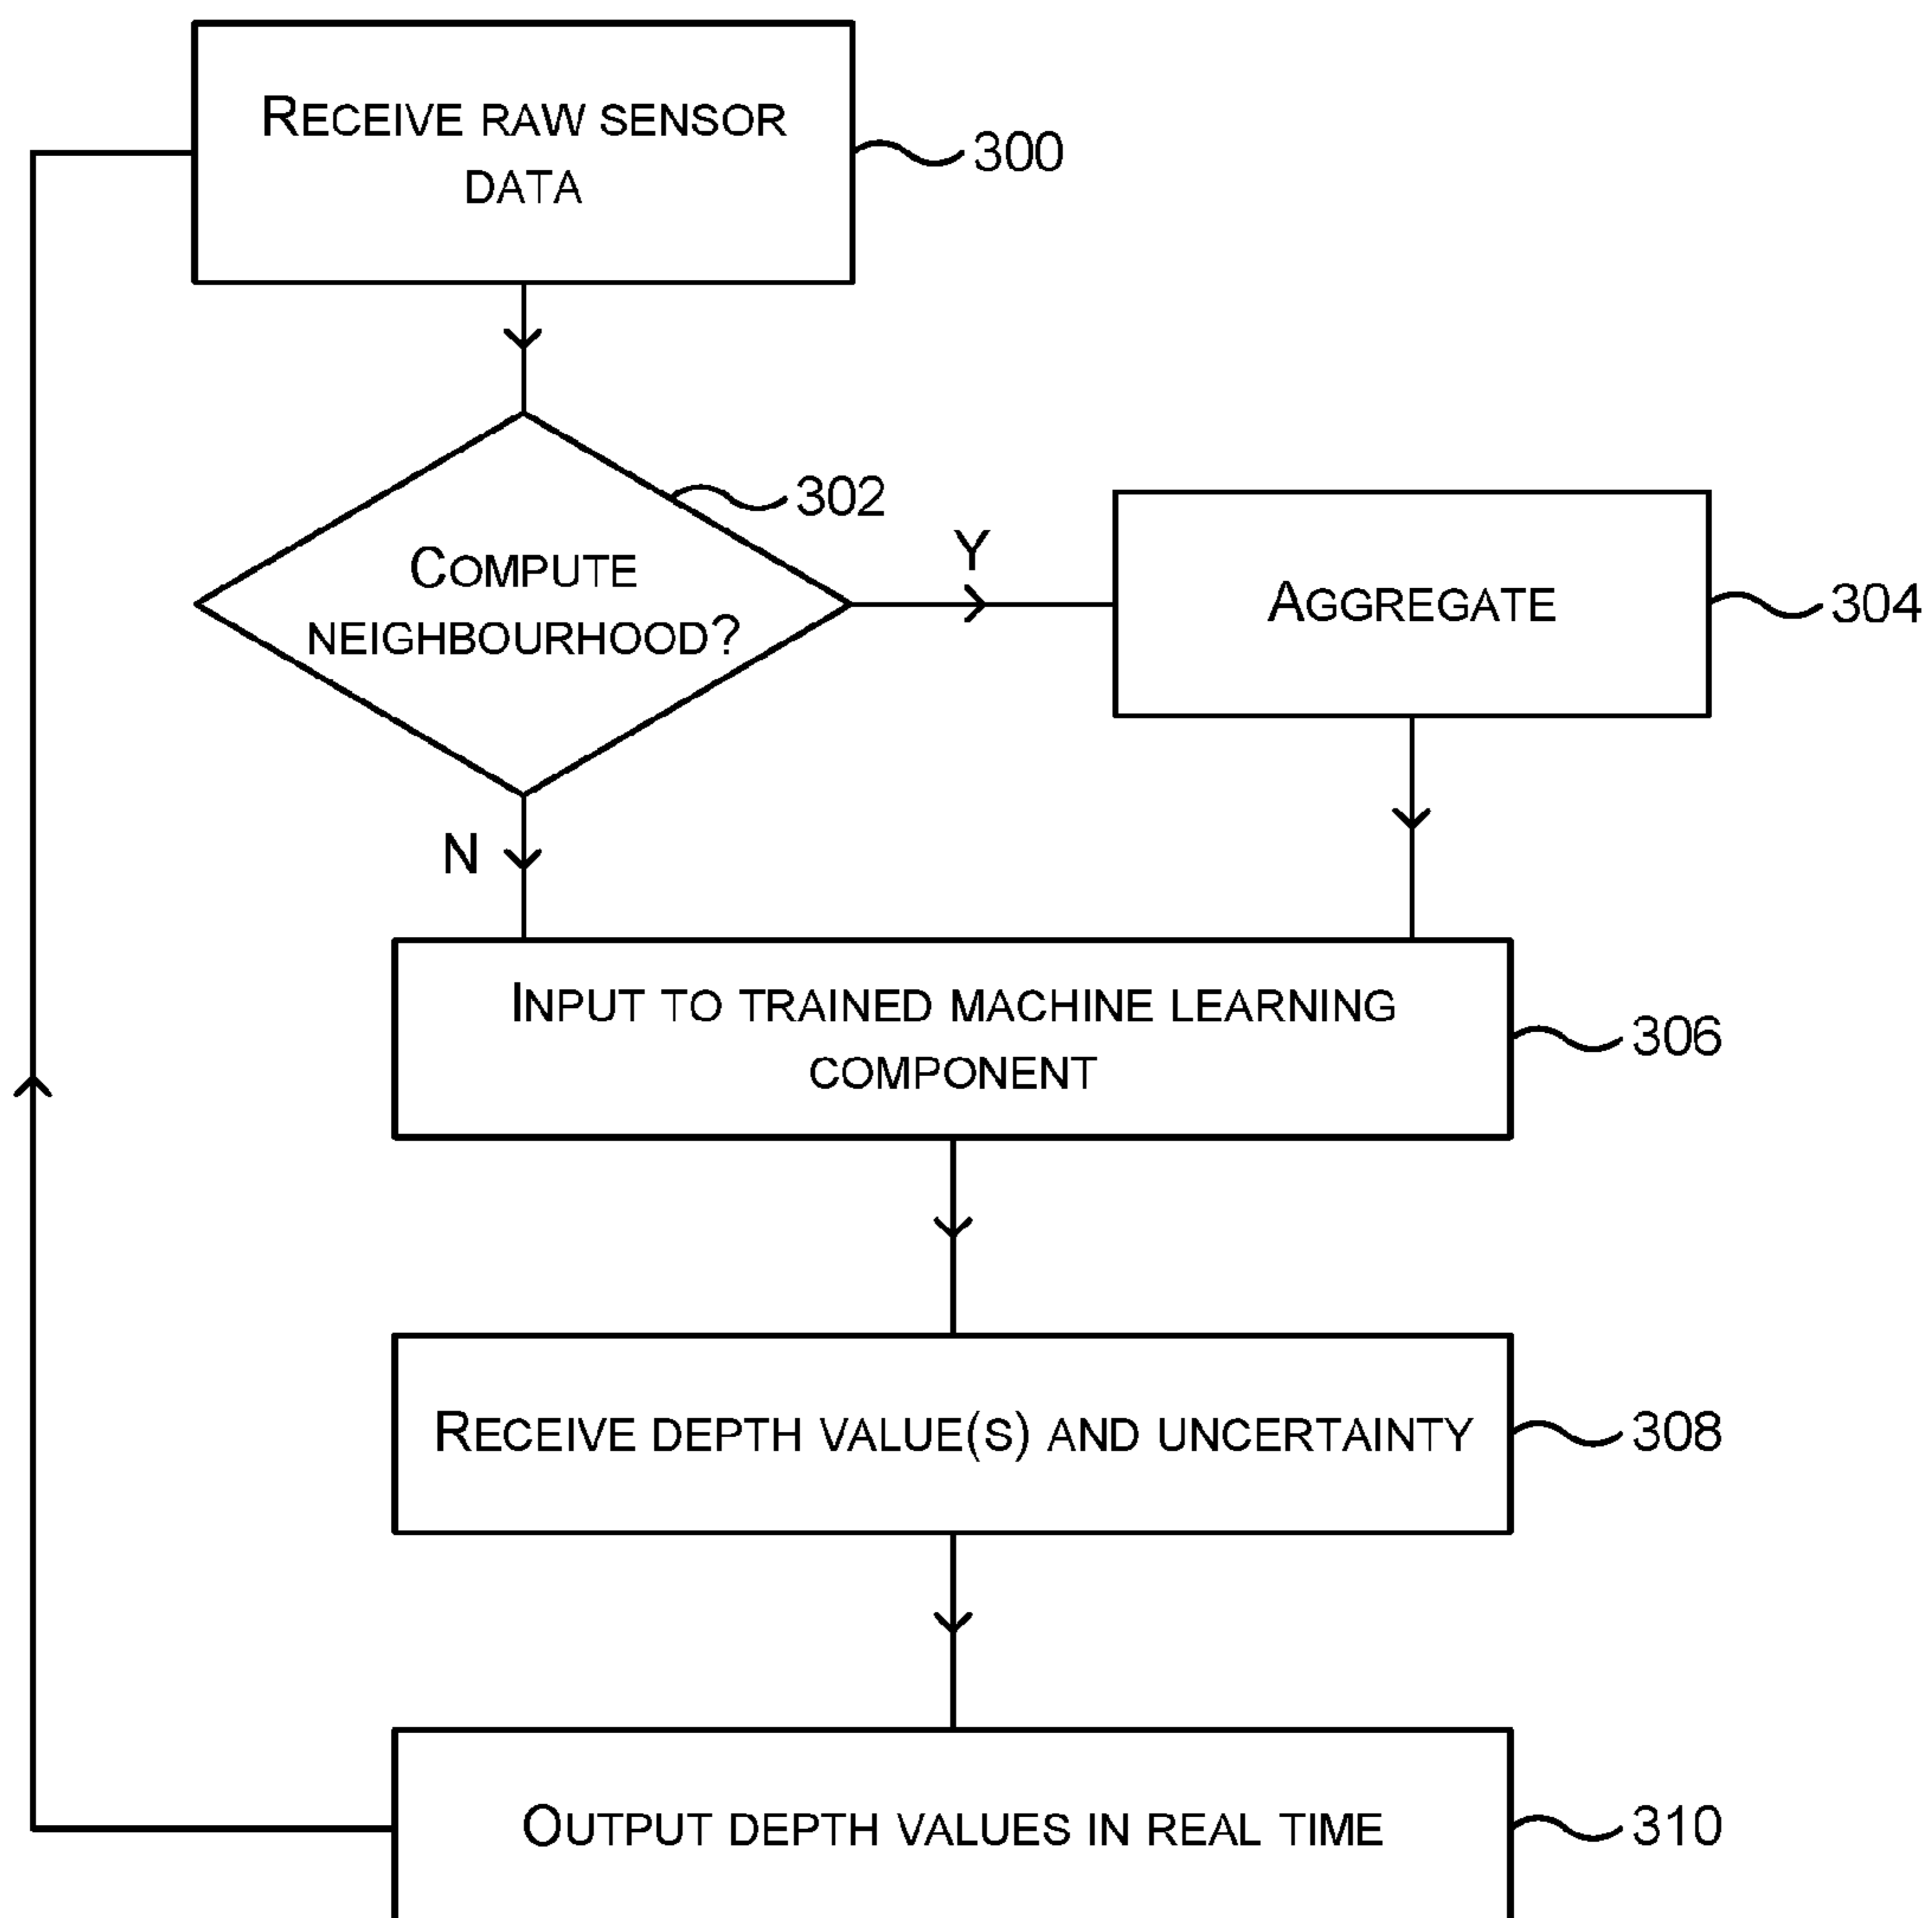 RECEIVE RAW SENSOR
DATA
300
302
COMPUTE
NEIGHBOURHOOD?
Y
AGGREGATE
304
N
INPUT TO TRAINED MACHINE LEARNING
COMPONENT
306
RECEIVE DEPTH VALUE(S) AND UNCERTAINTY
308
OUTPUT DEPTH VALUES IN REAL TIME
310